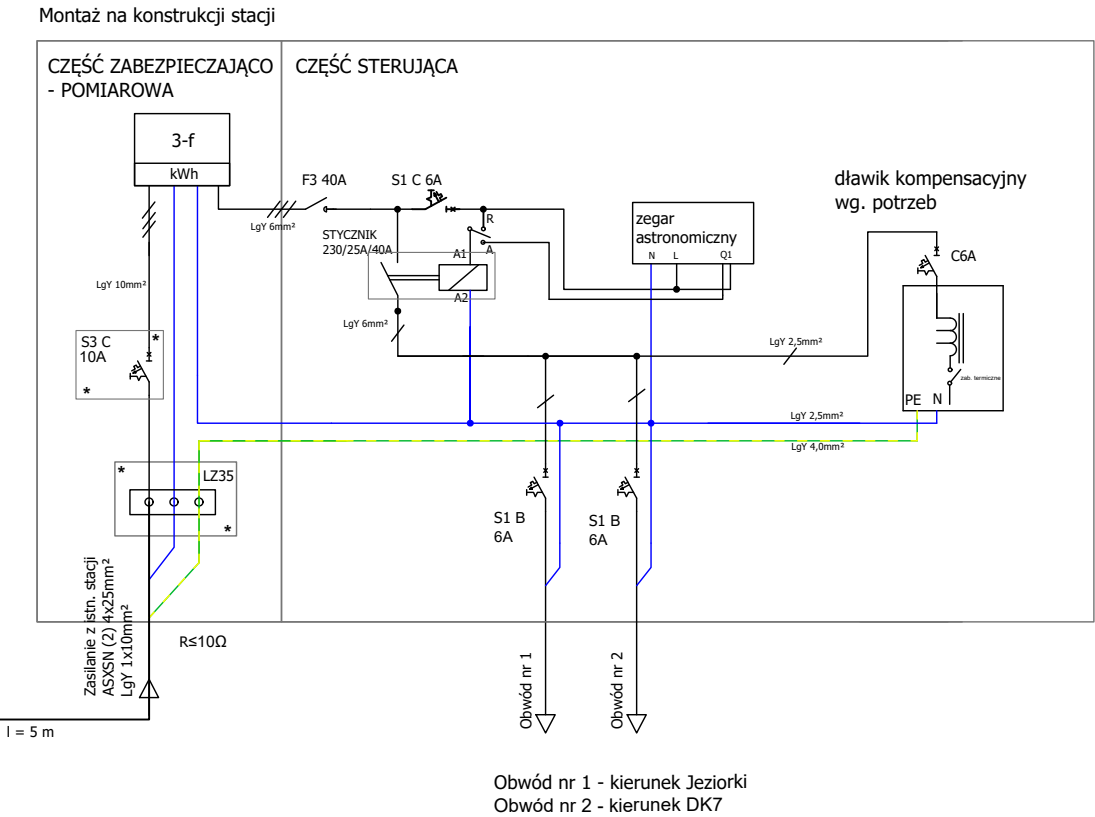 Montaż na konstrukcji stacji
CZĘŚĆ ZABEZPIECZAJĄCO
- POMIAROWA
CZĘŚĆ STERUJĄCA
3-f
kWh
F3 40A
S1 C 6A
LgY 6mm²
STYCZNIK
230/25A/40A
R
A
A1
A2
zegar
astronomiczny
N
L
Q1
dławik kompensacyjny
wg. potrzeb
C6A
zab. termiczne
PE
N
LgY 10mm²
LgY 6mm²
LgY 2,5mm²
S3 C
10A
*
*
LgY 2,5mm²
LgY 4,0mm²
*
LZ35
*
S1 B
6A
S1 B
6A
Zasilanie z istn. stacji
ASXSN (2) 4x25mm²
LgY 1x10mm²
R≤10Ω
l = 5 m
Obwód nr 1
Obwód nr 2
Obwód nr 1 - kierunek Jeziorki
Obwód nr 2 - kierunek DK7